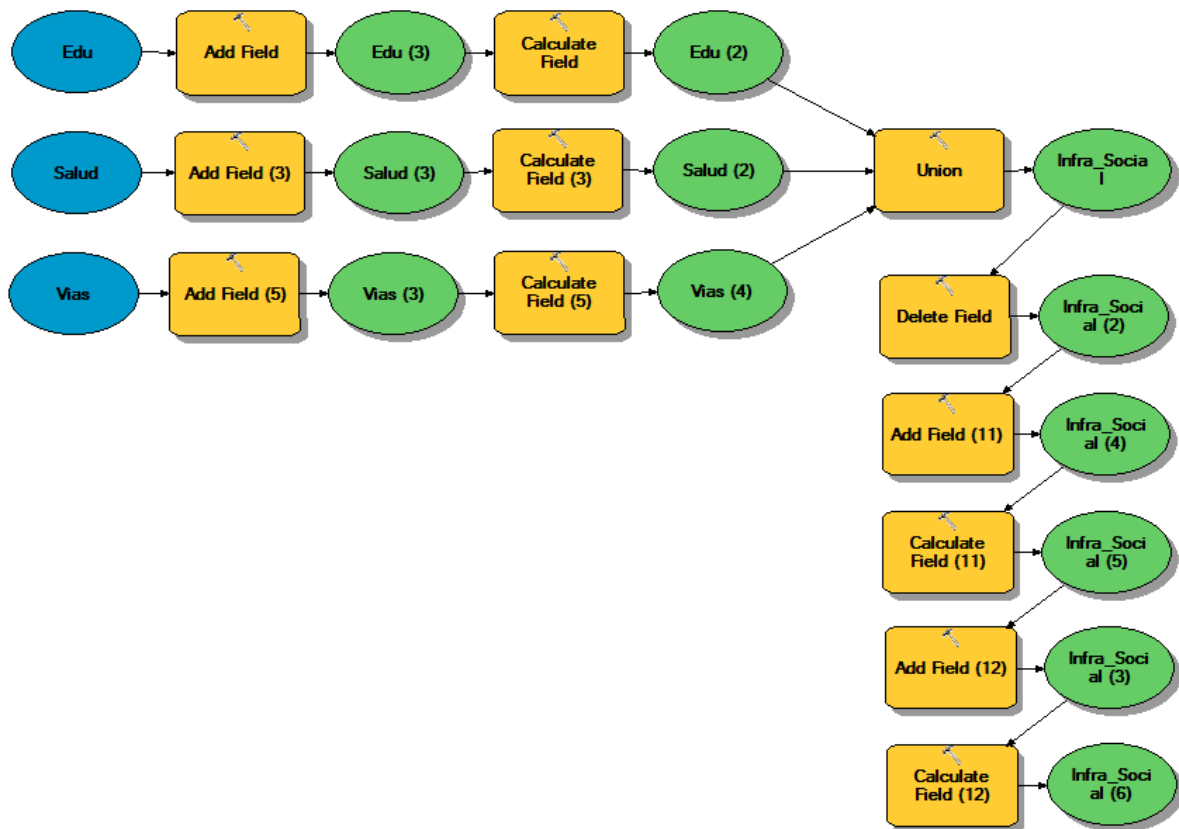 Edu
Add Field
Edu (3)
Calculate
Field
Edu (2)
Salud
Add Field (3)
Salud (3)
Calculate
Field (3)
Salud (2)
Union
Infra_Socia
l
Vias
Add Field (5)
Vias (3)
Calculate
Field (5)
Vias (4)
Delete Field
Infra_Soci
al (2)
Add Field (11)
Infra_Soci
al (4)
Calculate
Field (11)
Infra_Soci
al (5)
Add Field (12)
Infra_Soci
al (3)
Calculate
Field (12)
Infra_Soci
al (6)